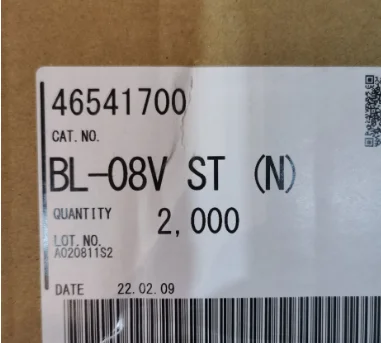 46541700
CAT. NO.
BL-08V ST (N)
QUANTITY 2,000
LOT. NO.
A020811S2
DATE 22.02.09